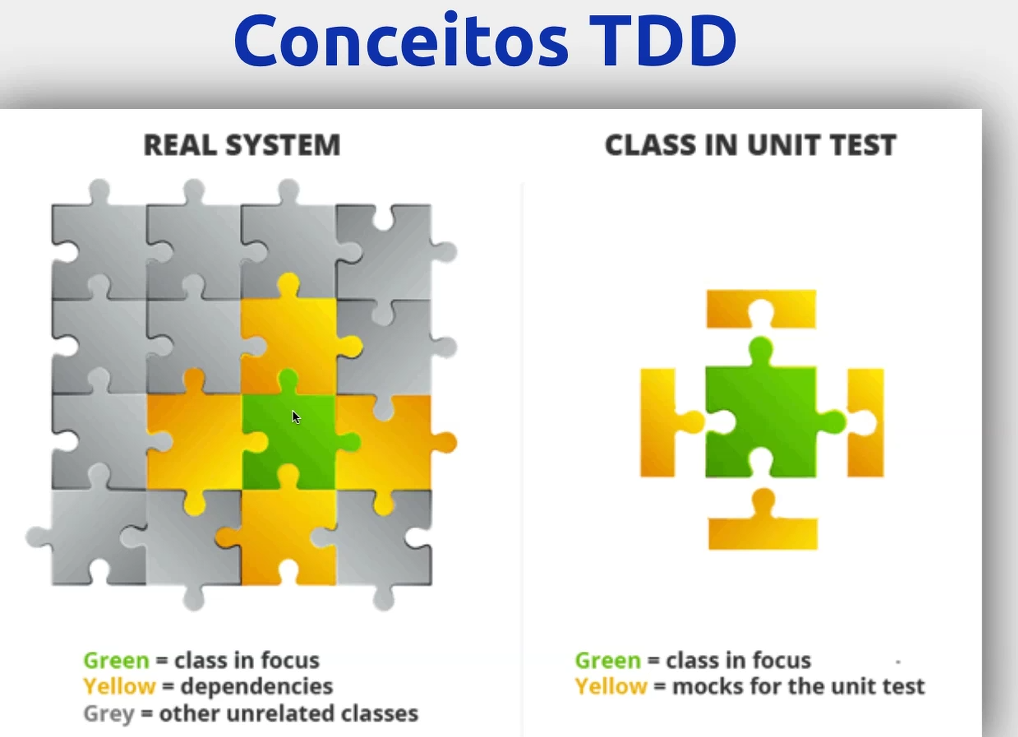 Conceitos TDD
REAL SYSTEM
CLASS IN UNIT TEST
Green = class in focus
Yellow = dependencies
Grey = other unrelated classes
Green = class in focus
Yellow = mocks for the unit test